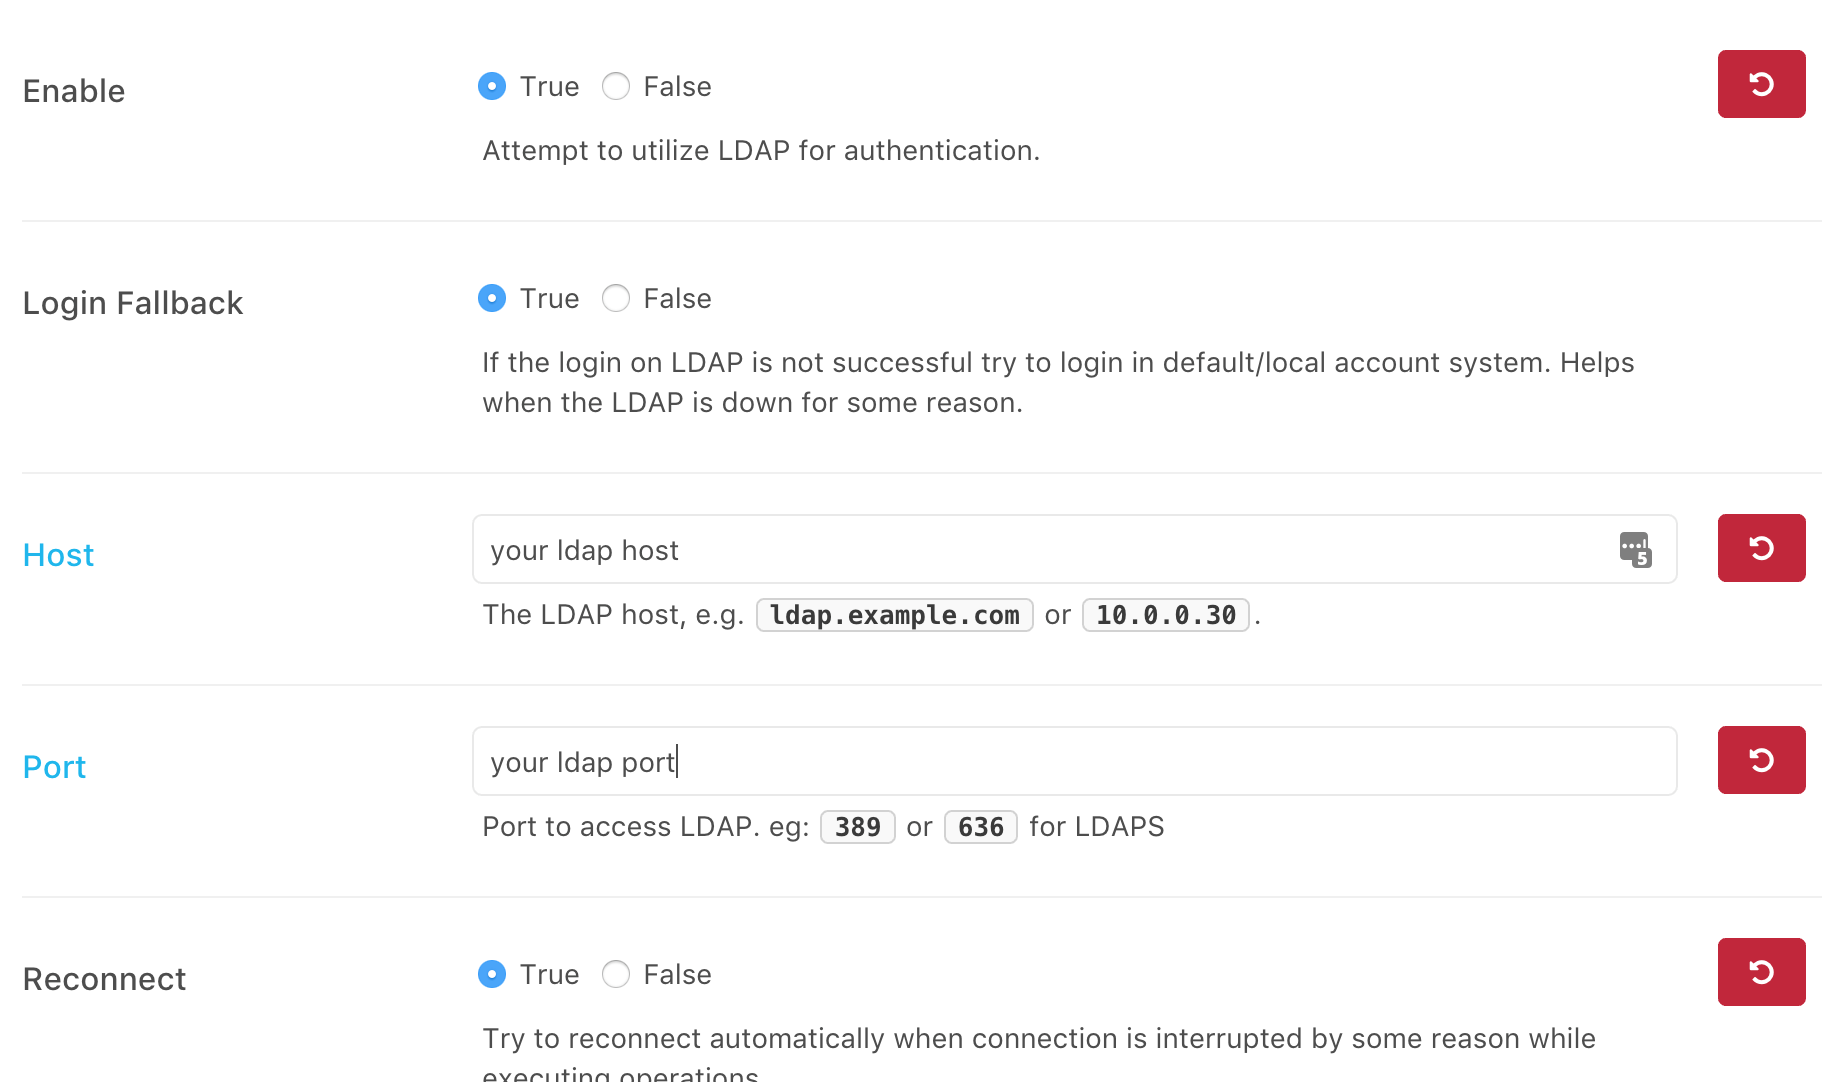 Enable
True False
Attempt to utilize LDAP for authentication.
Login Fallback
True False
If the login on LDAP is not successful try to login in default/local account system. Helps
when the LDAP is down for some reason.
Host
your ldap host
5
The LDAP host, e.g. ldap.example.com or 10.0.0.30.
Port
your ldap port
Port to access LDAP. eg: 389 or 636 for LDAPS
Reconnect
True False
Try to reconnect automatically when connection is interrupted by some reason while
executing operations